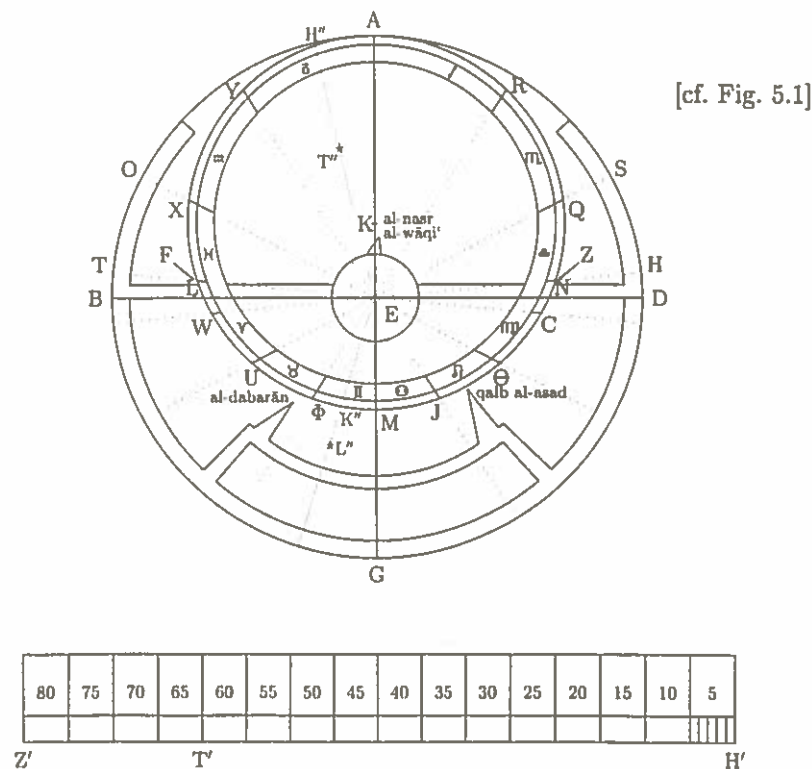 A
H″
♉
Y
R
[cf. Fig. 5.1]
♒
T″*
♏
O
S
X
K
al-nasr
al-wāqi‘
Q
F
♓
♎
Z
T
L
N
H
B
E
D
W
♈
♍
C
U
♉
♌
Θ
al-dabarān
♊
qalb al-asad
Φ
K″
M
J
*L″
G
80 75 70 65 60 55 50 45 40 35 30 25 20 15 10 5
Z′ T′ H′